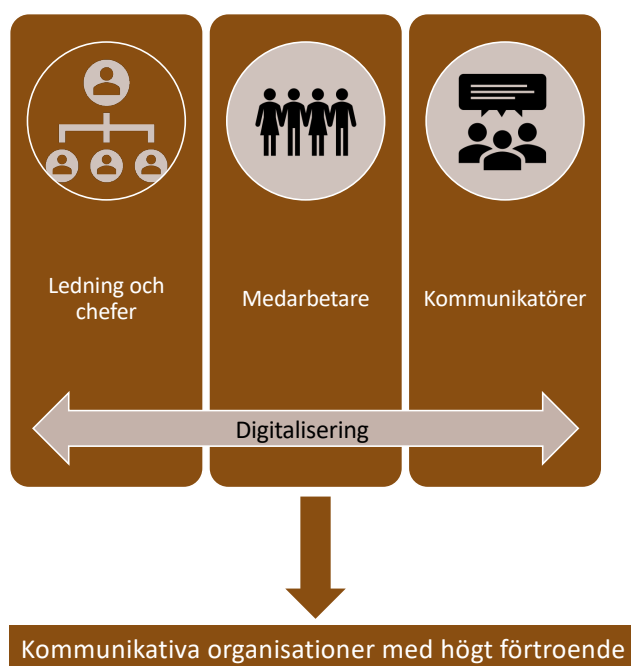 Ledning och
chefer
Medarbetare
Kommunikatörer
Digitalisering
Kommunikativa organisationer med högt förtroende